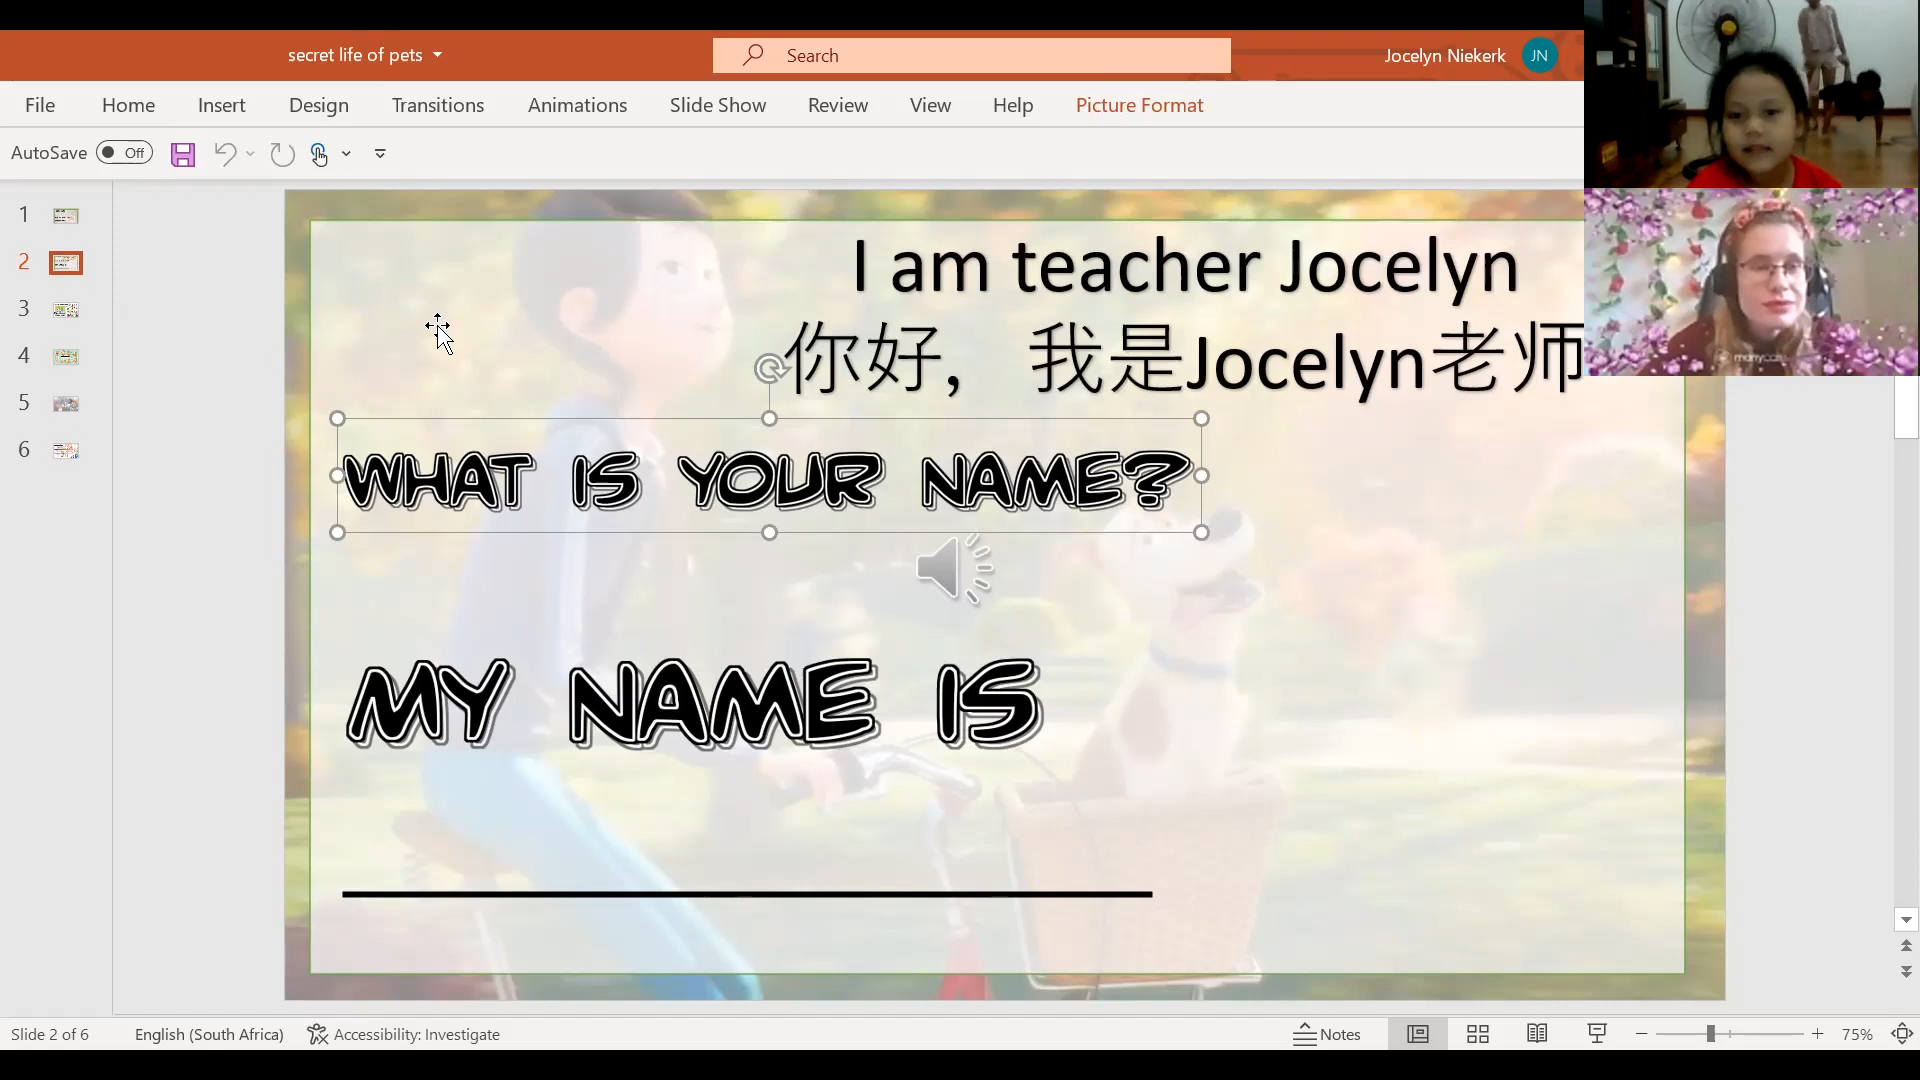 secret life of pets
Search
Jocelyn Niekerk
JN
File Home Insert Design Transitions Animations Slide Show Review View Help Picture Format
AutoSave Off
1
2
3
4
5
6
I am teacher Jocelyn
你好， 我是Jocelyn老师
WHAT IS YOUR NAME?
MY NAME IS
Slide 2 of 6 English (South Africa) Accessibility: Investigate Notes 75%